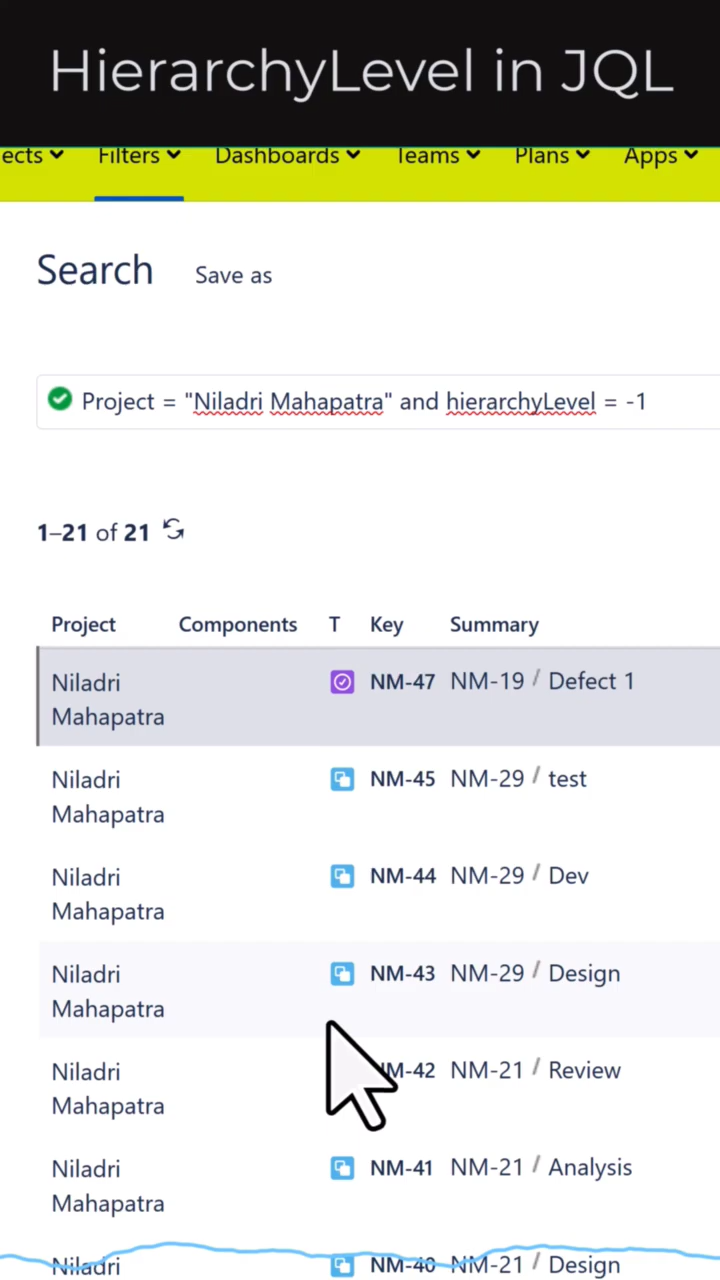 HierarchyLevel in JQL
ects Filters Dashboards Teams Plans Apps
Search Save as
Project = "Niladri Mahapatra" and hierarchyLevel = -1
1–21 of 21
Project Components T Key Summary
Niladri Mahapatra NM-47 NM-19 / Defect 1
Niladri Mahapatra NM-45 NM-29 / test
Niladri Mahapatra NM-44 NM-29 / Dev
Niladri Mahapatra NM-43 NM-29 / Design
Niladri Mahapatra M-42 NM-21 / Review
Niladri Mahapatra NM-41 NM-21 / Analysis
Niladri NM-40 NM-21 / Design